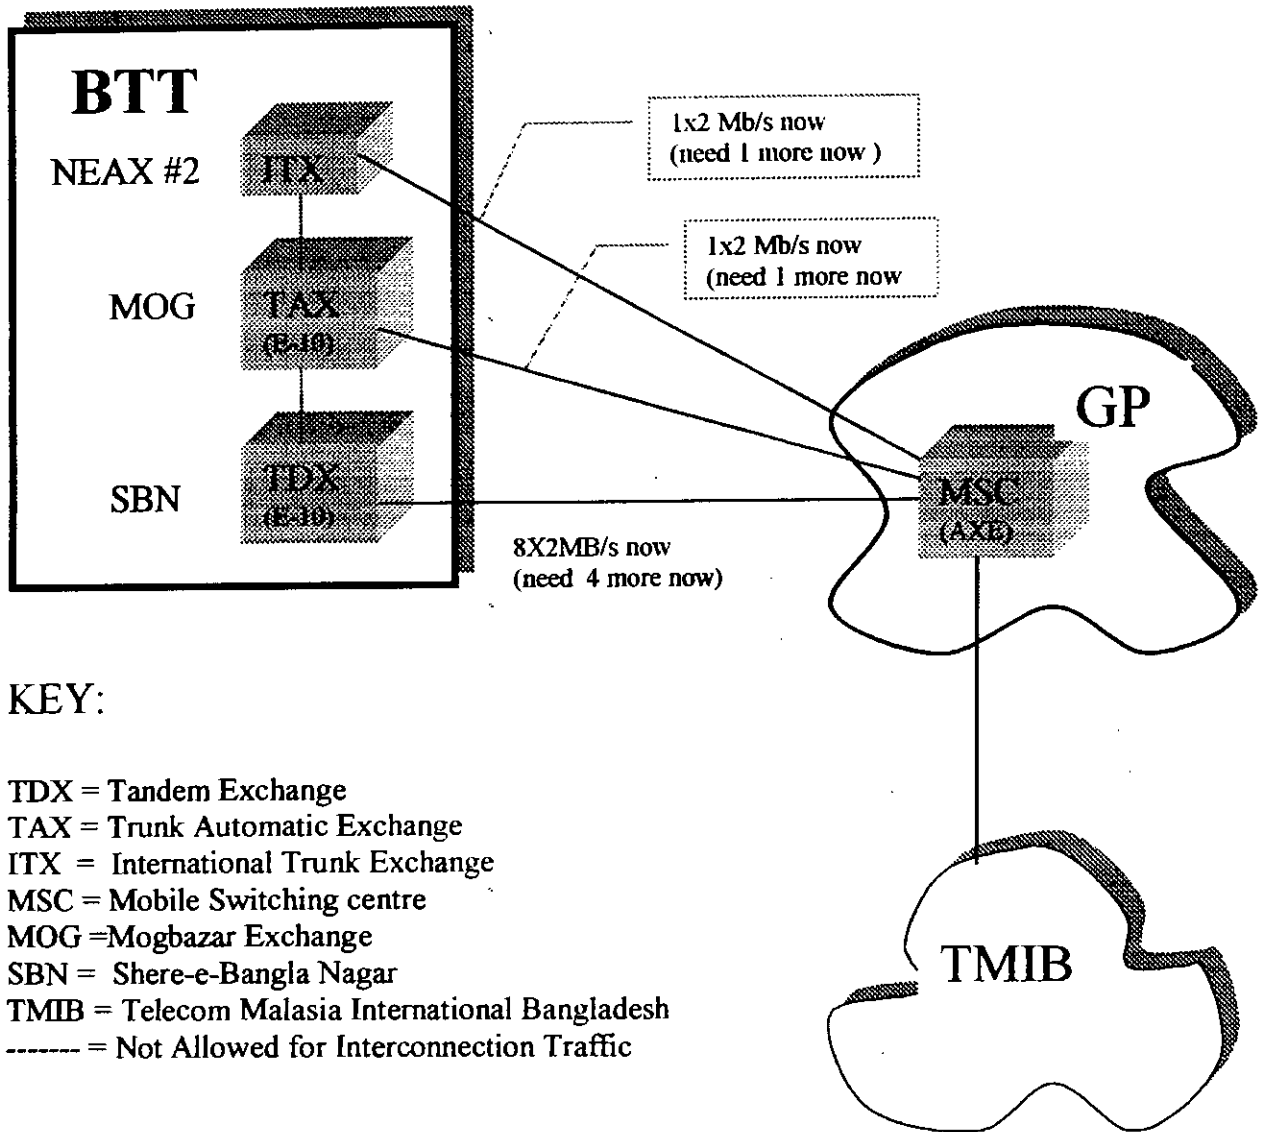 BTT
NEAX #2
ITX
MOG
TAX
(E-10)
SBN
TDX
(E-10)
1x2 Mb/s now
(need 1 more now )
1x2 Mb/s now
(need 1 more now
8X2MB/s now
(need 4 more now)
GP
MSC
(AXE)
TMIB
KEY:
TDX = Tandem Exchange
TAX = Trunk Automatic Exchange
ITX = International Trunk Exchange
MSC = Mobile Switching centre
MOG =Mogbazar Exchange
SBN = Shere-e-Bangla Nagar
TMIB = Telecom Malasia International Bangladesh
------- = Not Allowed for Interconnection Traffic